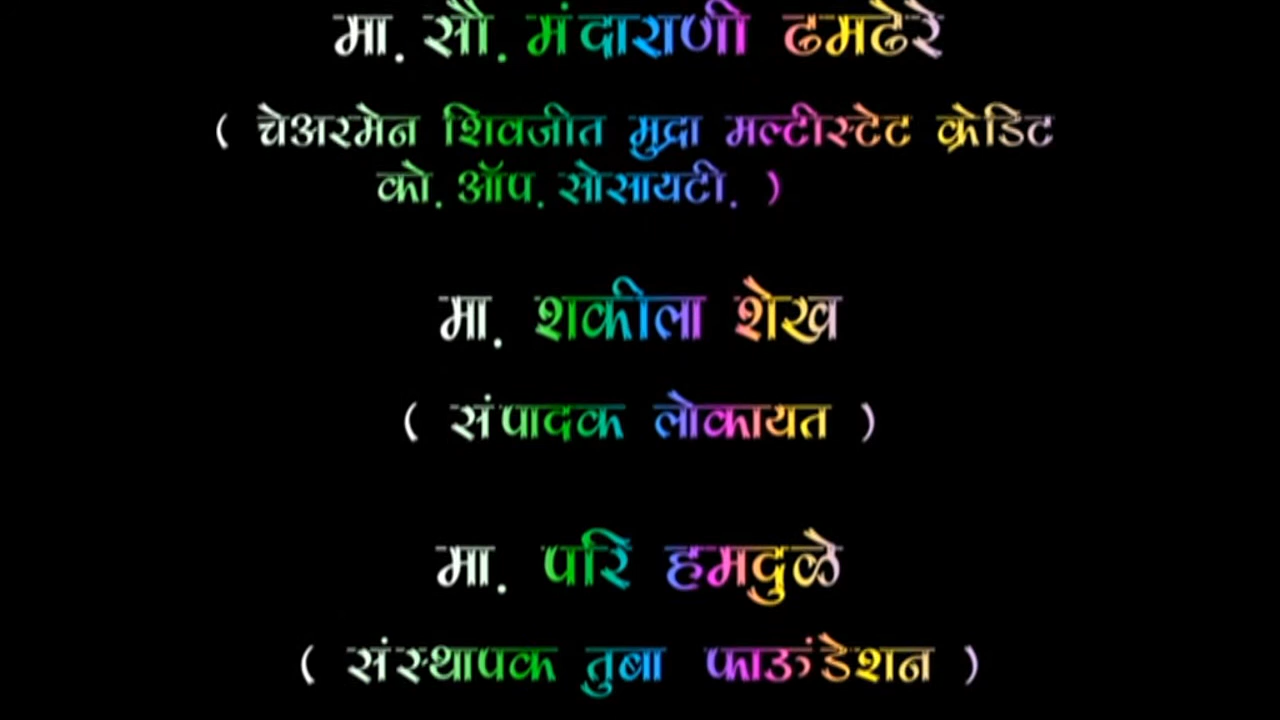 मा. सौ. मंदाराणी ढमढेरे
( चेअरमेन शिवजीत मुद्रा मल्टीस्टेट क्रेडिट
को. ऑप. सोसायटी. )
मा. शकीला शेख
( संपादक लोकायत )
मा. परि हमदुळे
( संस्थापक तुबा फाऊंडेशन )